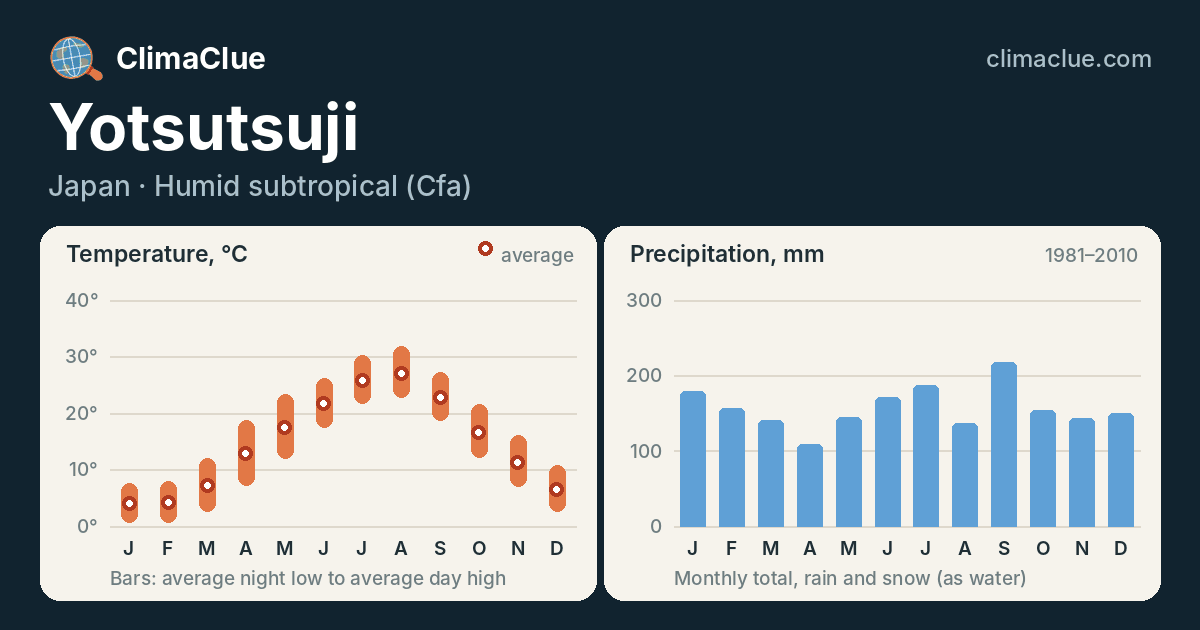 ClimaClue
climaclue.com
Yotsutsuji
Japan · Humid subtropical (Cfa)
Temperature, °C
average
40°
30°
20°
10°
0°
J F M A M J J A S O N D
Bars: average night low to average day high
Precipitation, mm
1981–2010
300
200
100
0
J F M A M J J A S O N D
Monthly total, rain and snow (as water)